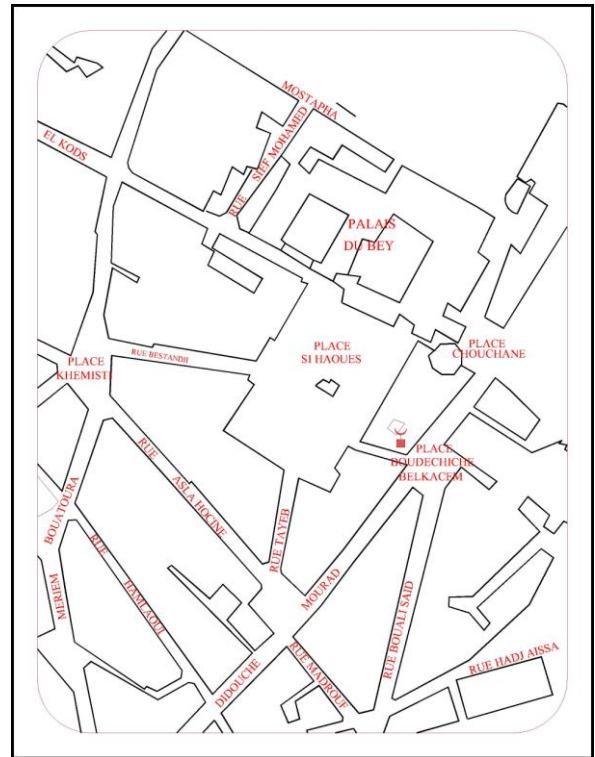 MOSTAPHA
EL KODS
RUE SIEF MOHAMED
PALAIS
DU BEY
PLACE
SI HAOUES
PLACE
CHOUCHANE
PLACE
KHEMISTI
RUE BESTANDJI
RUE ASLA HOCINE
PLACE
BOUDECHICHE
BELKACEM
BOUATOURA
RUE HAMLAOUI
RUE TAYEB
MOURAD
MERIEM
RUE BOUALI SAID
DIDOUCHE
RUE MADROUF
RUE HADJ AISSA